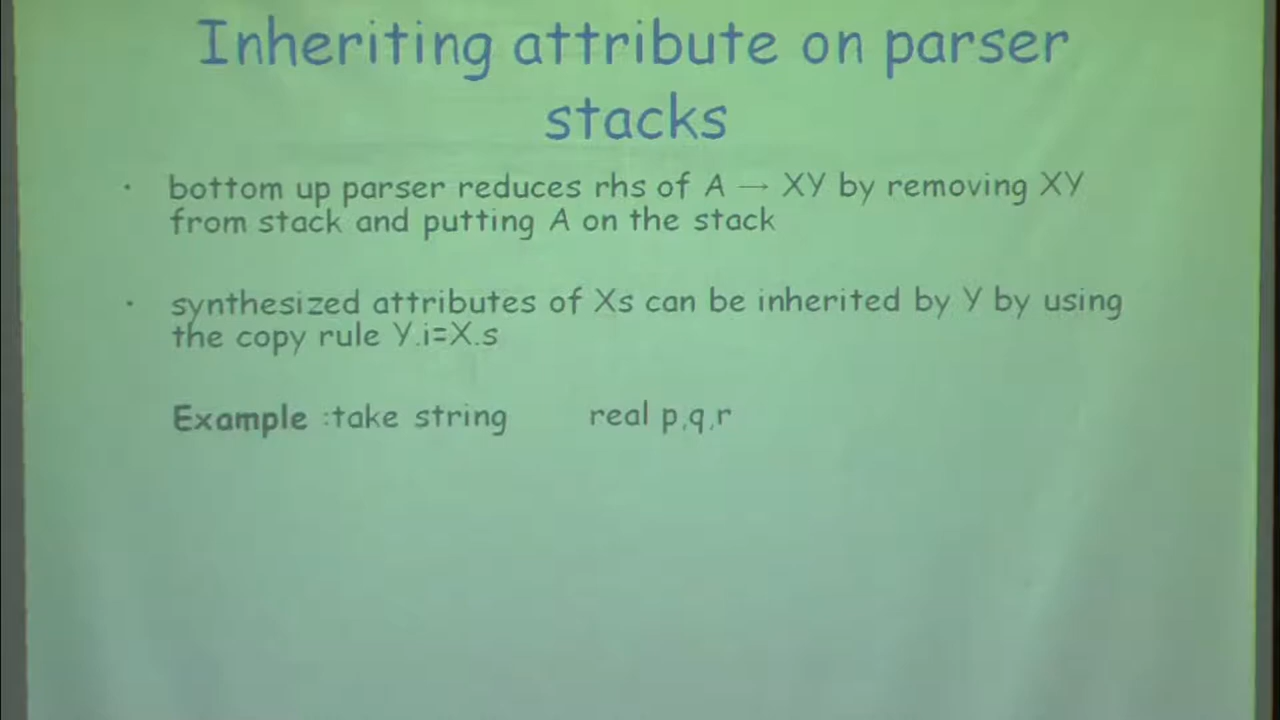 Inheriting attribute on parser
stacks
• bottom up parser reduces rhs of A → XY by removing XY
from stack and putting A on the stack
• synthesized attributes of Xs can be inherited by Y by using
the copy rule Y.i=X.s
Example :take string real p,q,r